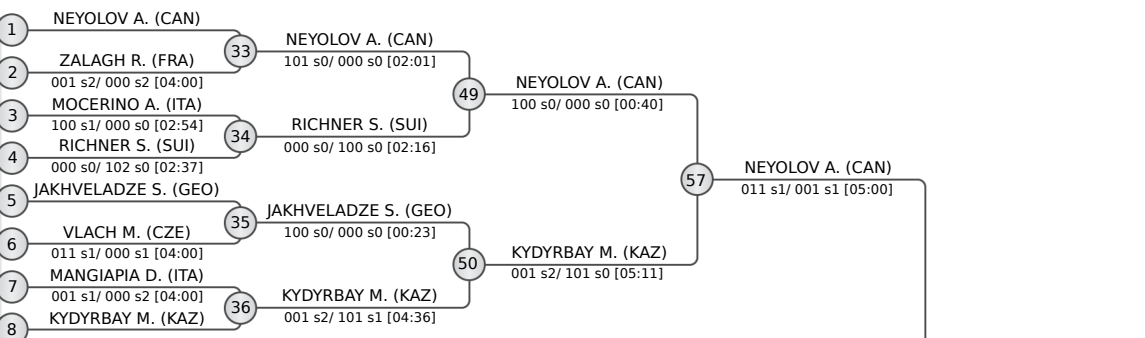 1
NEYOLOV A. (CAN)
2
ZALAGH R. (FRA)
001 s2/ 000 s2 [04:00]
3
MOCERINO A. (ITA)
100 s1/ 000 s0 [02:54]
4
RICHNER S. (SUI)
000 s0/ 102 s0 [02:37]
5
JAKHVELADZE S. (GEO)
6
VLACH M. (CZE)
011 s1/ 000 s1 [04:00]
7
MANGIAPIA D. (ITA)
001 s1/ 000 s2 [04:00]
8
KYDYRBAY M. (KAZ)
33
NEYOLOV A. (CAN)
101 s0/ 000 s0 [02:01]
34
RICHNER S. (SUI)
000 s0/ 100 s0 [02:16]
35
JAKHVELADZE S. (GEO)
100 s0/ 000 s0 [00:23]
36
KYDYRBAY M. (KAZ)
001 s2/ 101 s1 [04:36]
49
NEYOLOV A. (CAN)
100 s0/ 000 s0 [00:40]
50
KYDYRBAY M. (KAZ)
001 s2/ 101 s0 [05:11]
57
NEYOLOV A. (CAN)
011 s1/ 001 s1 [05:00]